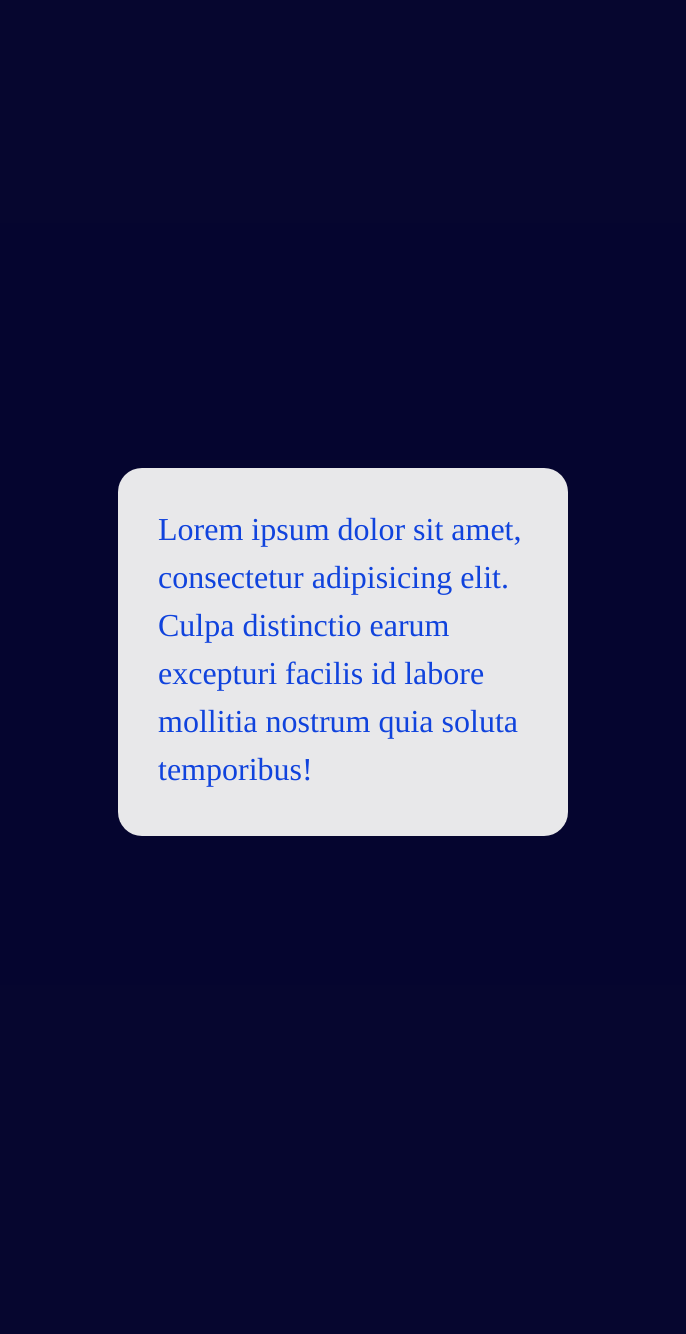 Lorem ipsum dolor sit amet,
consectetur adipisicing elit.
Culpa distinctio earum
excepturi facilis id labore
mollitia nostrum quia soluta
temporibus!